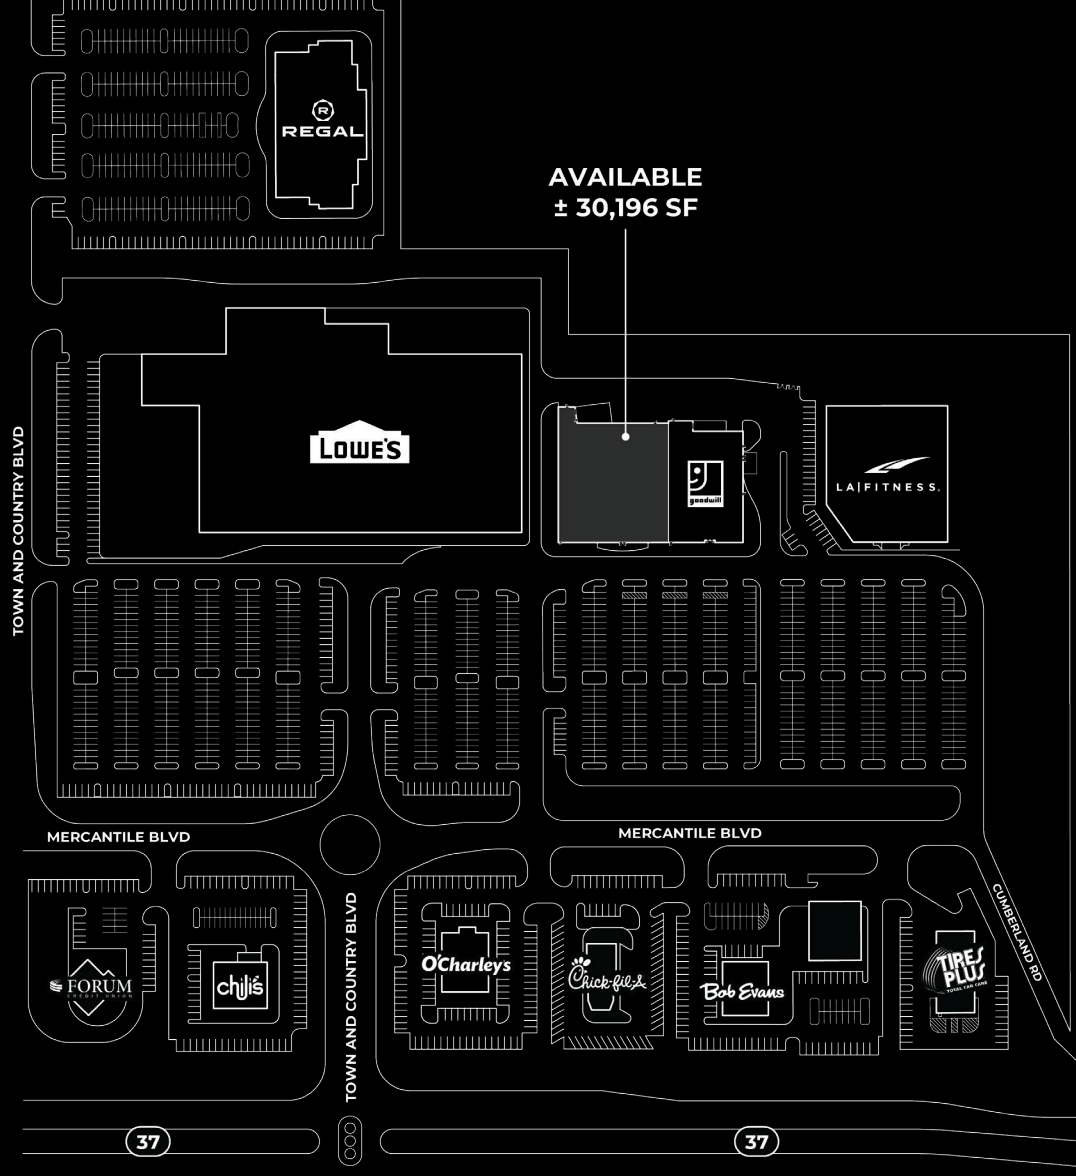 R
REGAL
AVAILABLE
± 30,196 SF
LOWE'S
goodwill
LA|FITNESS.
TOWN AND COUNTRY BLVD
MERCANTILE BLVD
MERCANTILE BLVD
CUMBERLAND RD
TOWN AND COUNTRY BLVD
FORUM
CREDIT UNION
chili's
O'Charley's
Chick-fil-A
Bob Evans
TIRES
PLUS
TOTAL CAR CARE
37
37